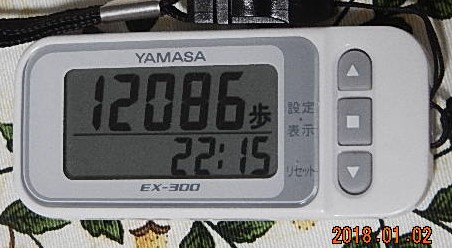 YAMASA
12086歩
22:15
EX-300
設定
・
表示
・
リセット
▲
■
▼
2018.01.02